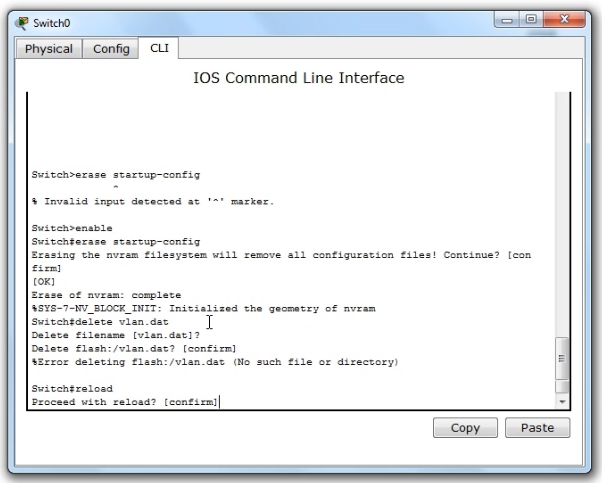 Switch0
Physical Config CLI
IOS Command Line Interface
Switch>erase startup-config
^
% Invalid input detected at '^' marker.
Switch>enable
Switch#erase startup-config
Erasing the nvram filesystem will remove all configuration files! Continue? [con
firm]
[OK]
Erase of nvram: complete
%SYS-7-NV_BLOCK_INIT: Initialized the geometry of nvram
Switch#delete vlan.dat
Delete filename [vlan.dat]?
Delete flash:/vlan.dat? [confirm]
%Error deleting flash:/vlan.dat (No such file or directory)
Switch#reload
Proceed with reload? [confirm]
Copy Paste